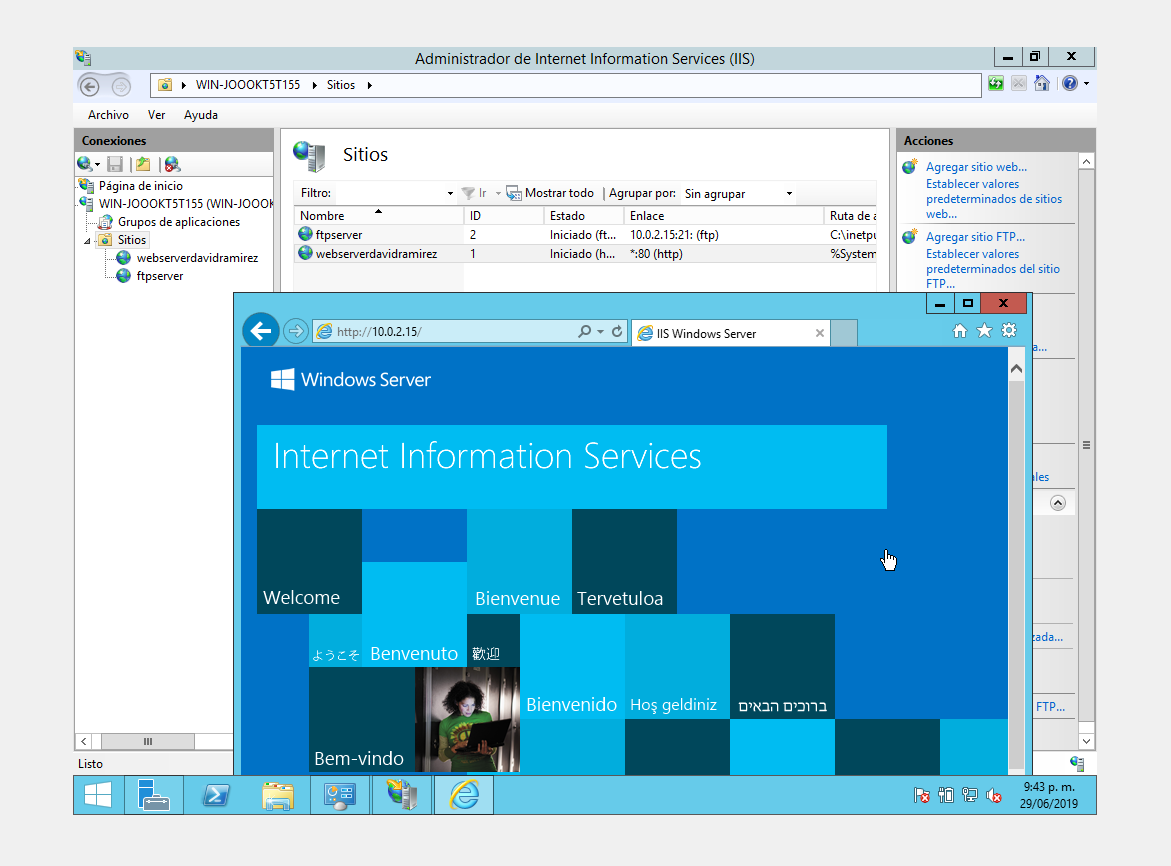 Administrador de Internet Information Services (IIS)
WIN-JOOOKT5T155 Sitios
Archivo Ver Ayuda
Conexiones
Página de inicio
WIN-JOOOKT5T155 (WIN-JOOOK
Grupos de aplicaciones
Sitios
webserverdavidramirez
ftpserver
Sitios
Filtro: Ir Mostrar todo Agrupar por: Sin agrupar
Nombre ID Estado Enlace Ruta de a
ftpserver 2 Iniciado (ft... 10.0.2.15:21: (ftp) C:\inetpu
webserverdavidramirez 1 Iniciado (h... *:80 (http) %System
Acciones
Agregar sitio web...
Establecer valores
predeterminados de sitios
web...
Agregar sitio FTP...
Establecer valores
predeterminados del sitio
FTP...
a...
ales
zada...
FTP...
http://10.0.2.15/
IIS Windows Server
Windows Server
Internet Information Services
Welcome
Bienvenue
Tervetuloa
ようこそ
Benvenuto
歡迎
Bienvenido
Hoş geldiniz
ברוכים הבאים
Bem-vindo
Listo
9:43 p. m.
29/06/2019